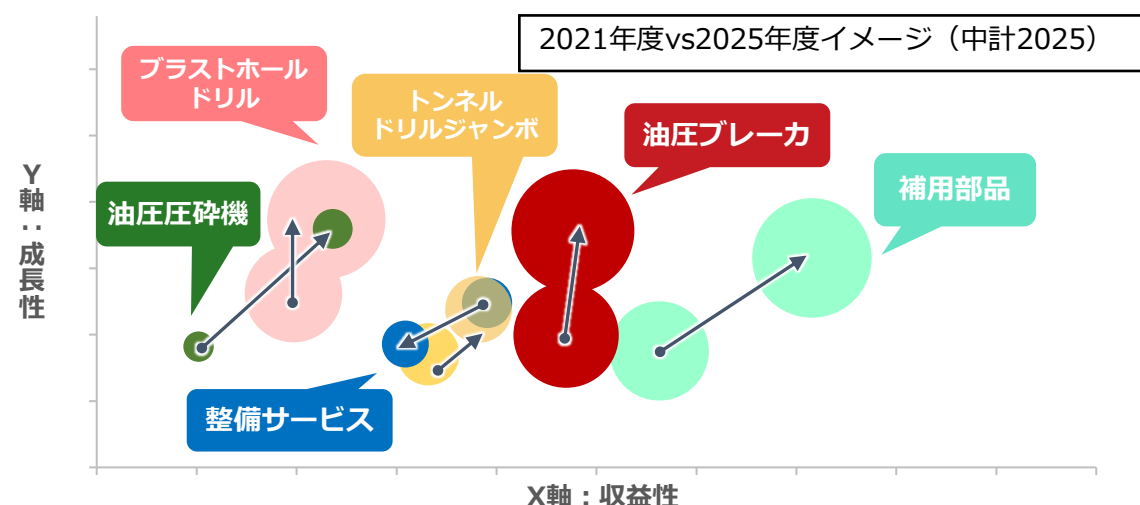 2021年度vs2025年度イメージ（中計2025）
ブラストホール
ドリル
トンネル
ドリルジャンボ
油圧ブレーカ
補用部品
油圧圧砕機
整備サービス
Y軸：成長性
X軸：収益性